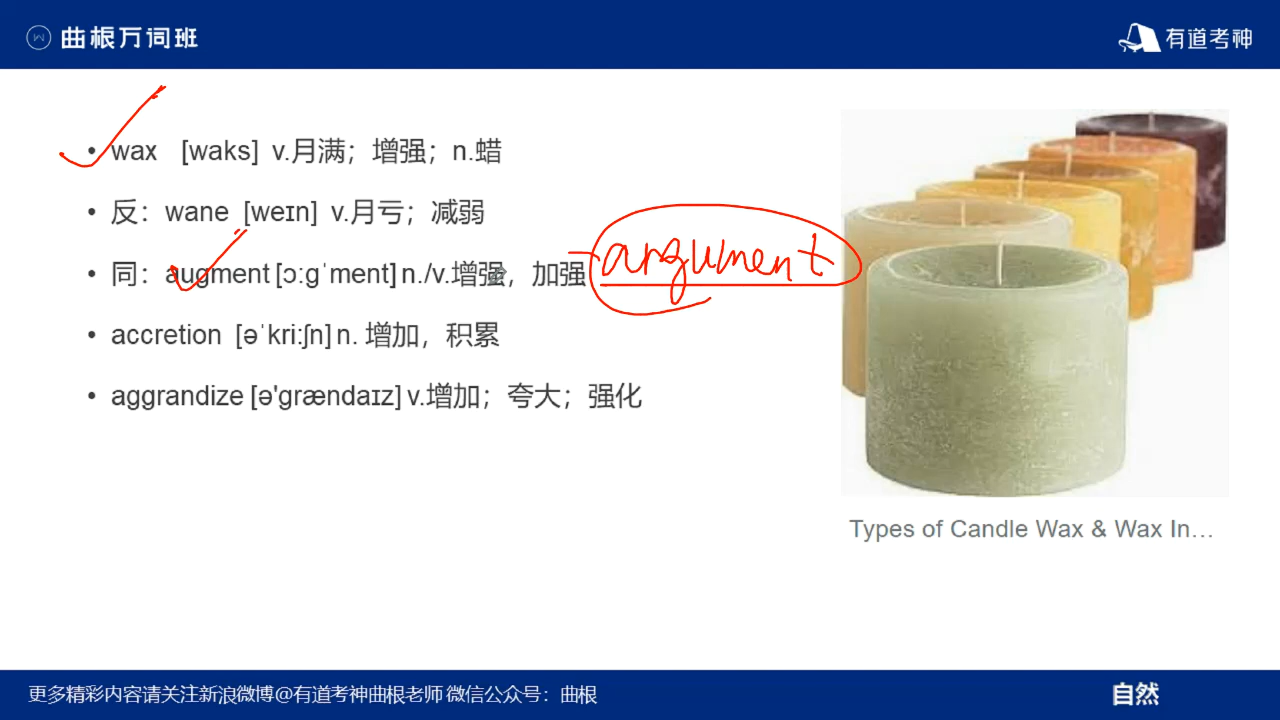 曲根万词班
有道考神
• wax [waks] v.月满；增强；n.蜡
• 反：wane [weɪn] v.月亏；减弱
• 同：augment [ɔːgˈment] n./v.增强，加强
argument
• accretion [əˈkriːʃn] n. 增加，积累
• aggrandize [ə'grændaɪz] v.增加；夸大；强化
Types of Candle Wax & Wax In…
更多精彩内容请关注新浪微博@有道考神曲根老师 微信公众号：曲根
自然